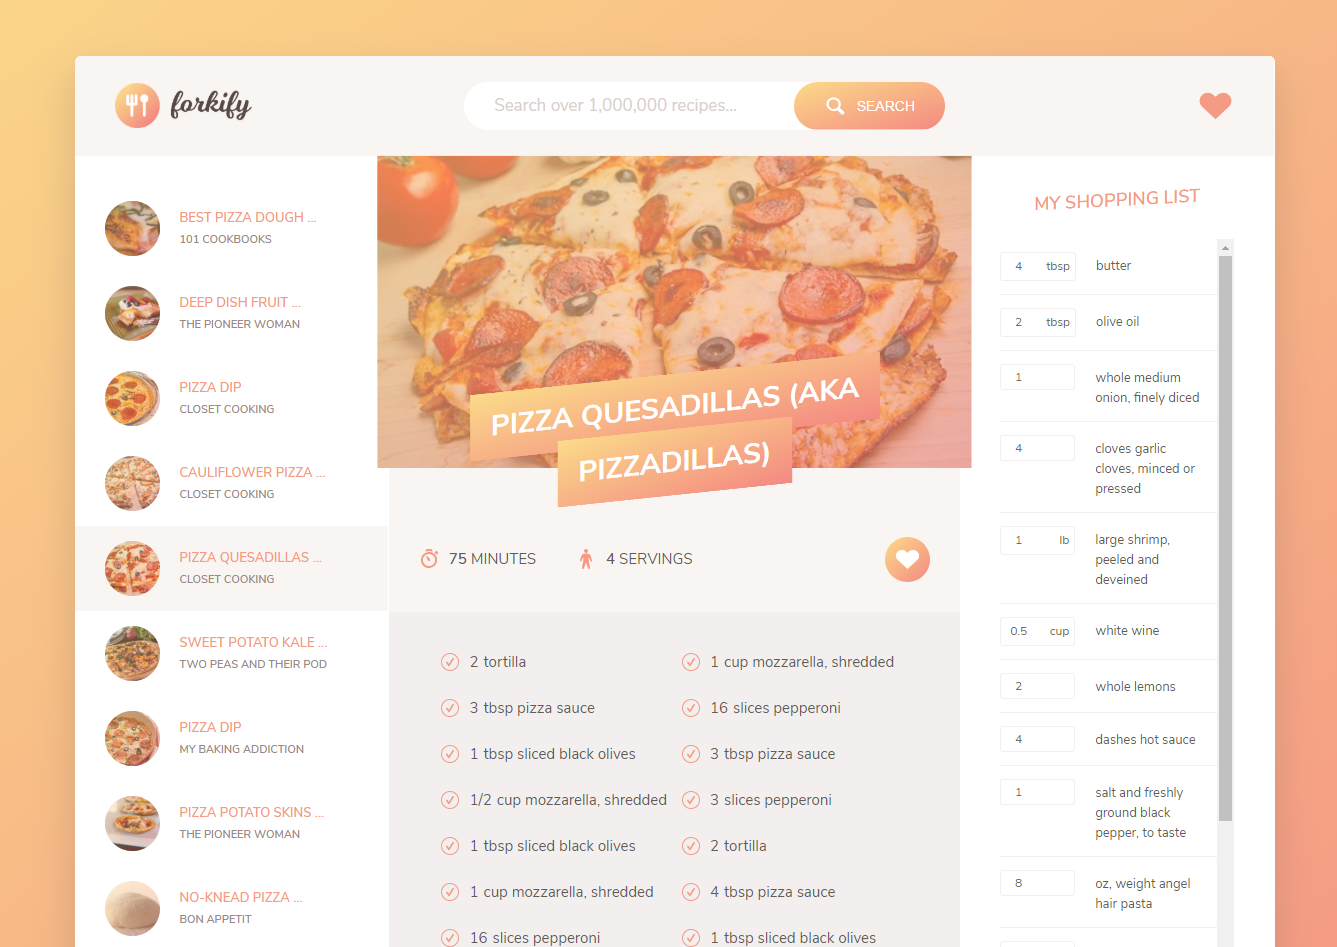 forkify
Search over 1,000,000 recipes...
SEARCH
BEST PIZZA DOUGH ...
101 COOKBOOKS
DEEP DISH FRUIT ...
THE PIONEER WOMAN
PIZZA DIP
CLOSET COOKING
CAULIFLOWER PIZZA ...
CLOSET COOKING
PIZZA QUESADILLAS ...
CLOSET COOKING
SWEET POTATO KALE ...
TWO PEAS AND THEIR POD
PIZZA DIP
MY BAKING ADDICTION
PIZZA POTATO SKINS ...
THE PIONEER WOMAN
NO-KNEAD PIZZA ...
BON APPETIT
PIZZA QUESADILLAS (AKA
PIZZADILLAS)
75 MINUTES
4 SERVINGS
2 tortilla
1 cup mozzarella, shredded
3 tbsp pizza sauce
16 slices pepperoni
1 tbsp sliced black olives
3 tbsp pizza sauce
1/2 cup mozzarella, shredded
3 slices pepperoni
1 tbsp sliced black olives
2 tortilla
1 cup mozzarella, shredded
4 tbsp pizza sauce
16 slices pepperoni
1 tbsp sliced black olives
MY SHOPPING LIST
4 tbsp butter
2 tbsp olive oil
1 whole medium
onion, finely diced
4 cloves garlic
cloves, minced or
pressed
1 lb large shrimp,
peeled and
deveined
0.5 cup white wine
2 whole lemons
4 dashes hot sauce
1 salt and freshly
ground black
pepper, to taste
8 oz, weight angel
hair pasta